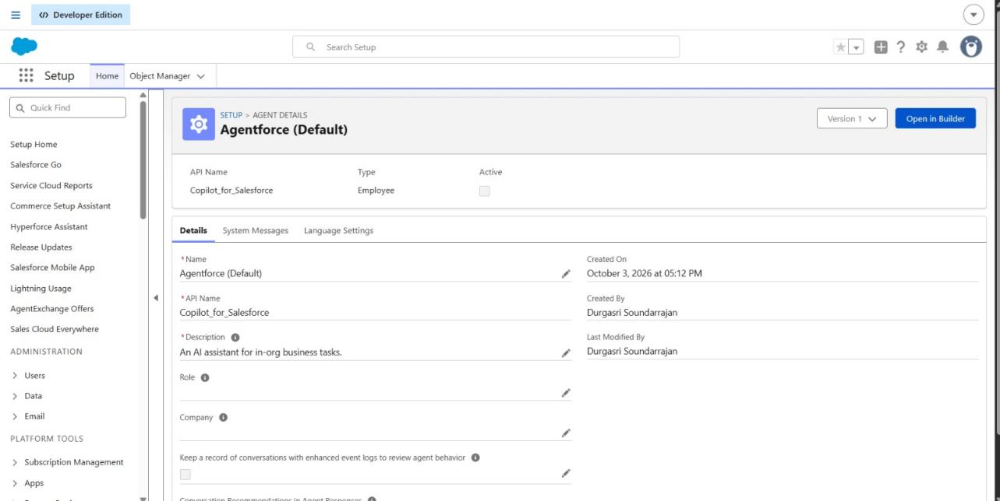 Developer Edition
Search Setup
Setup Home Object Manager
Quick Find
Setup Home
Salesforce Go
Service Cloud Reports
Commerce Setup Assistant
Hyperforce Assistant
Release Updates
Salesforce Mobile App
Lightning Usage
AgentExchange Offers
Sales Cloud Everywhere
ADMINISTRATION
> Users
> Data
> Email
PLATFORM TOOLS
> Subscription Management
> Apps
SETUP > AGENT DETAILS
Agentforce (Default)
Version 1
Open in Builder
API Name Type Active
Copilot_for_Salesforce Employee
Details System Messages Language Settings
*Name
Agentforce (Default)
*API Name
Copilot_for_Salesforce
*Description
An AI assistant for in-org business tasks.
Role
Company
Keep a record of conversations with enhanced event logs to review agent behavior
Conversation Recommendations in Agent Responses
Created On
October 3, 2026 at 05:12 PM
Created By
Durgasri Soundarrajan
Last Modified By
Durgasri Soundarrajan